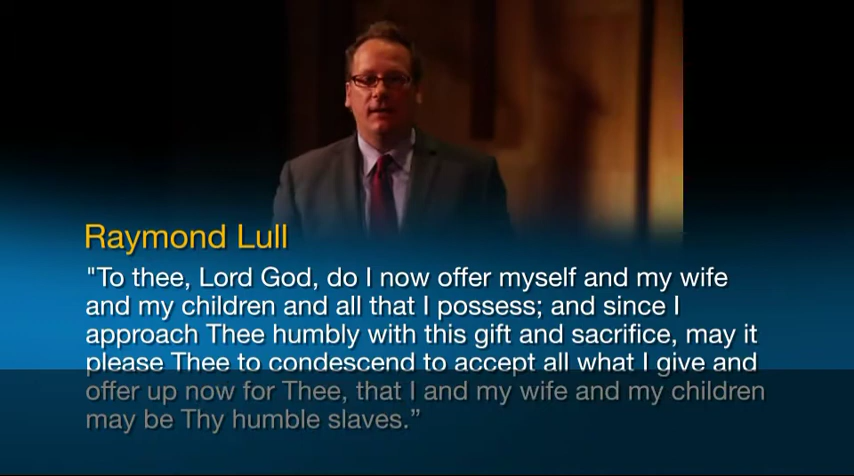 Raymond Lull
"To thee, Lord God, do I now offer myself and my wife
and my children and all that I possess; and since I
approach Thee humbly with this gift and sacrifice, may it
please Thee to condescend to accept all what I give and
offer up now for Thee, that I and my wife and my children
may be Thy humble slaves.”